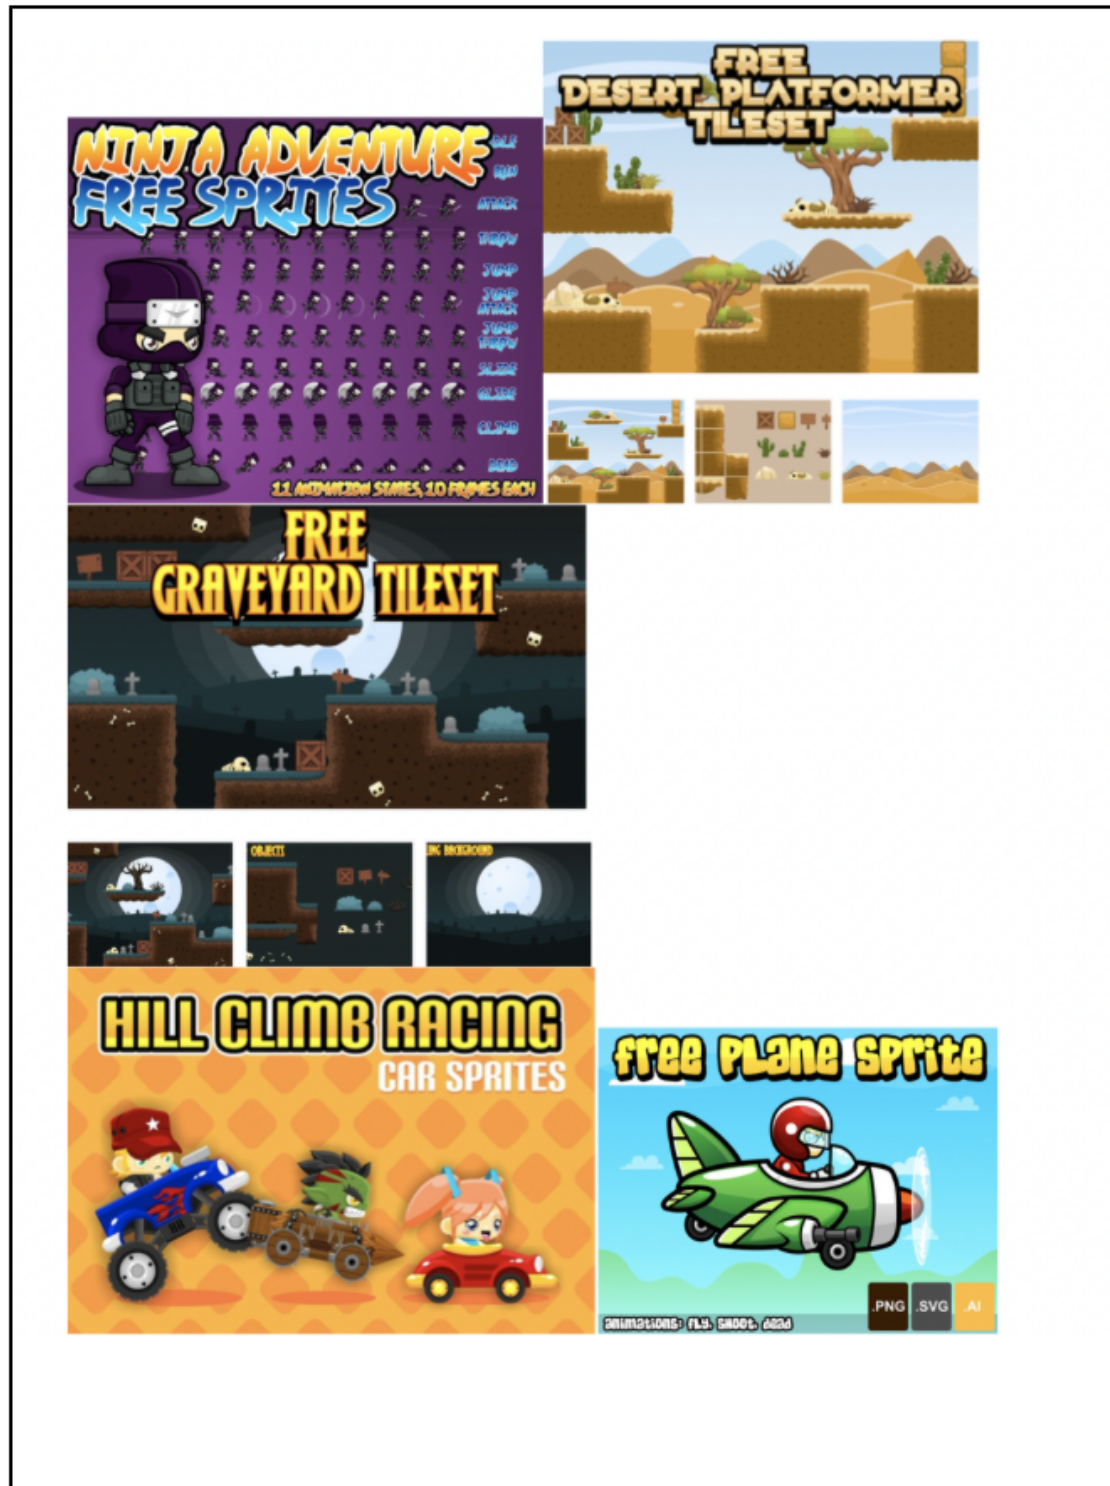 NINJA ADVENTURE
FREE SPRITES
IDLE
RUN
ATTACK
THROW
JUMP
JUMP
ATTACK
JUMP
THROW
SLIDE
GLIDE
CLIMB
DEAD
11 ANIMATION STATES, 10 FRAMES EACH
FREE
DESERT PLATFORMER
TILESET
FREE
GRAVEYARD TILESET
OBJECTS
NG BACKGROUND
HILL CLIMB RACING
CAR SPRITES
free PLane SPrite
.PNG
.SVG
.AI
animations: fLy, shoot, dead